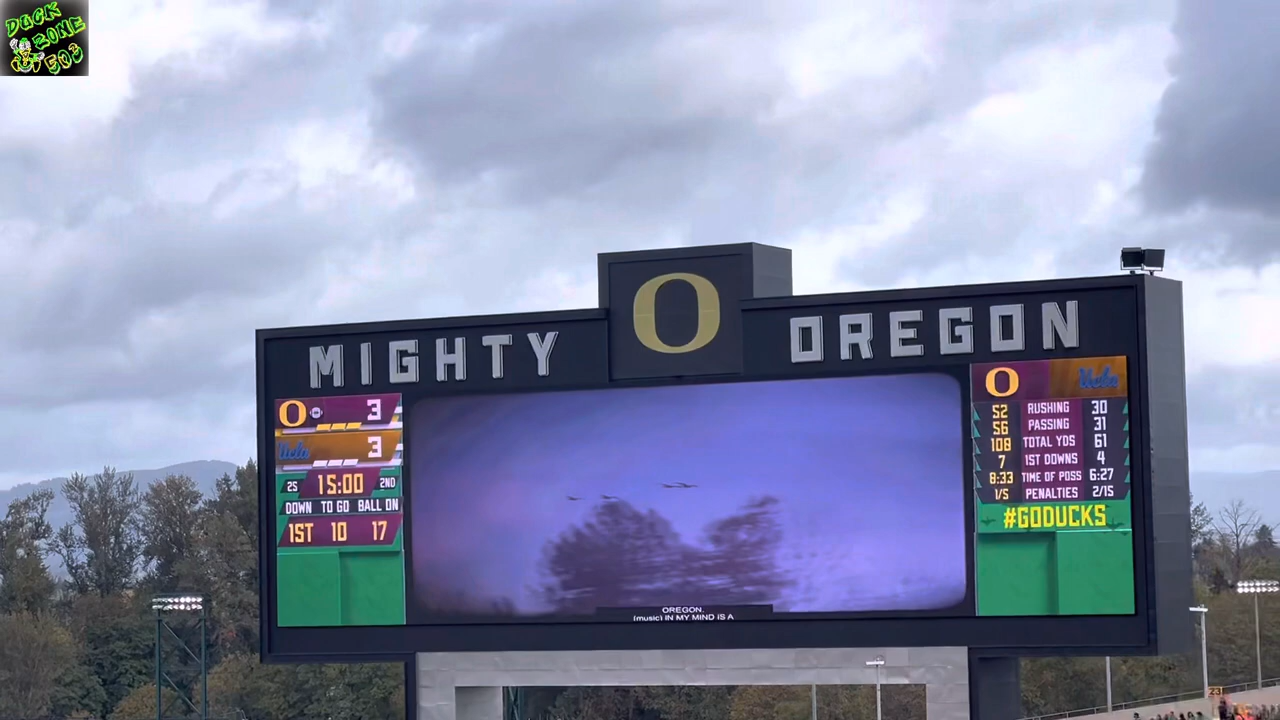 DUCK
ZONE
503
O
MIGHTY OREGON
O 3
UCLA 3
25 15:00 2ND
DOWN TO GO BALL ON
1ST 10 17
O UCLA
52 RUSHING 30
56 PASSING 31
108 TOTAL YDS 61
7 1ST DOWNS 4
8:33 TIME OF POSS 6:27
1/5 PENALTIES 2/15
#GODUCKS
OREGON.
(music) IN MY MIND IS A
23